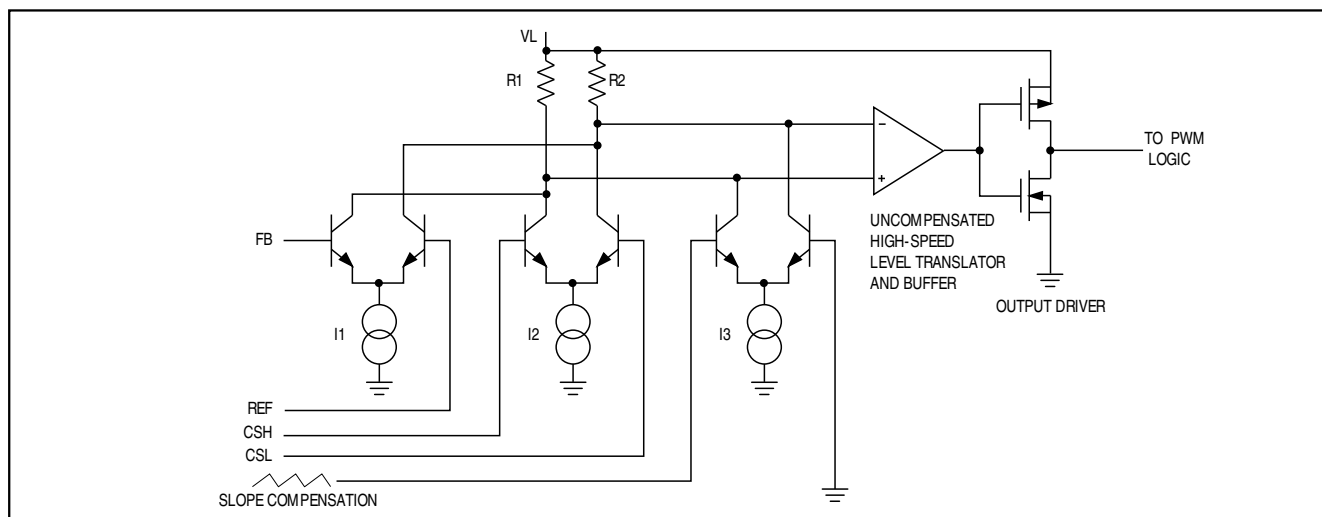 VL
R1
R2
−
+
TO PWM
LOGIC
FB
UNCOMPENSATED
HIGH-SPEED
LEVEL TRANSLATOR
AND BUFFER
OUTPUT DRIVER
I1
I2
I3
REF
CSH
CSL
SLOPE COMPENSATION